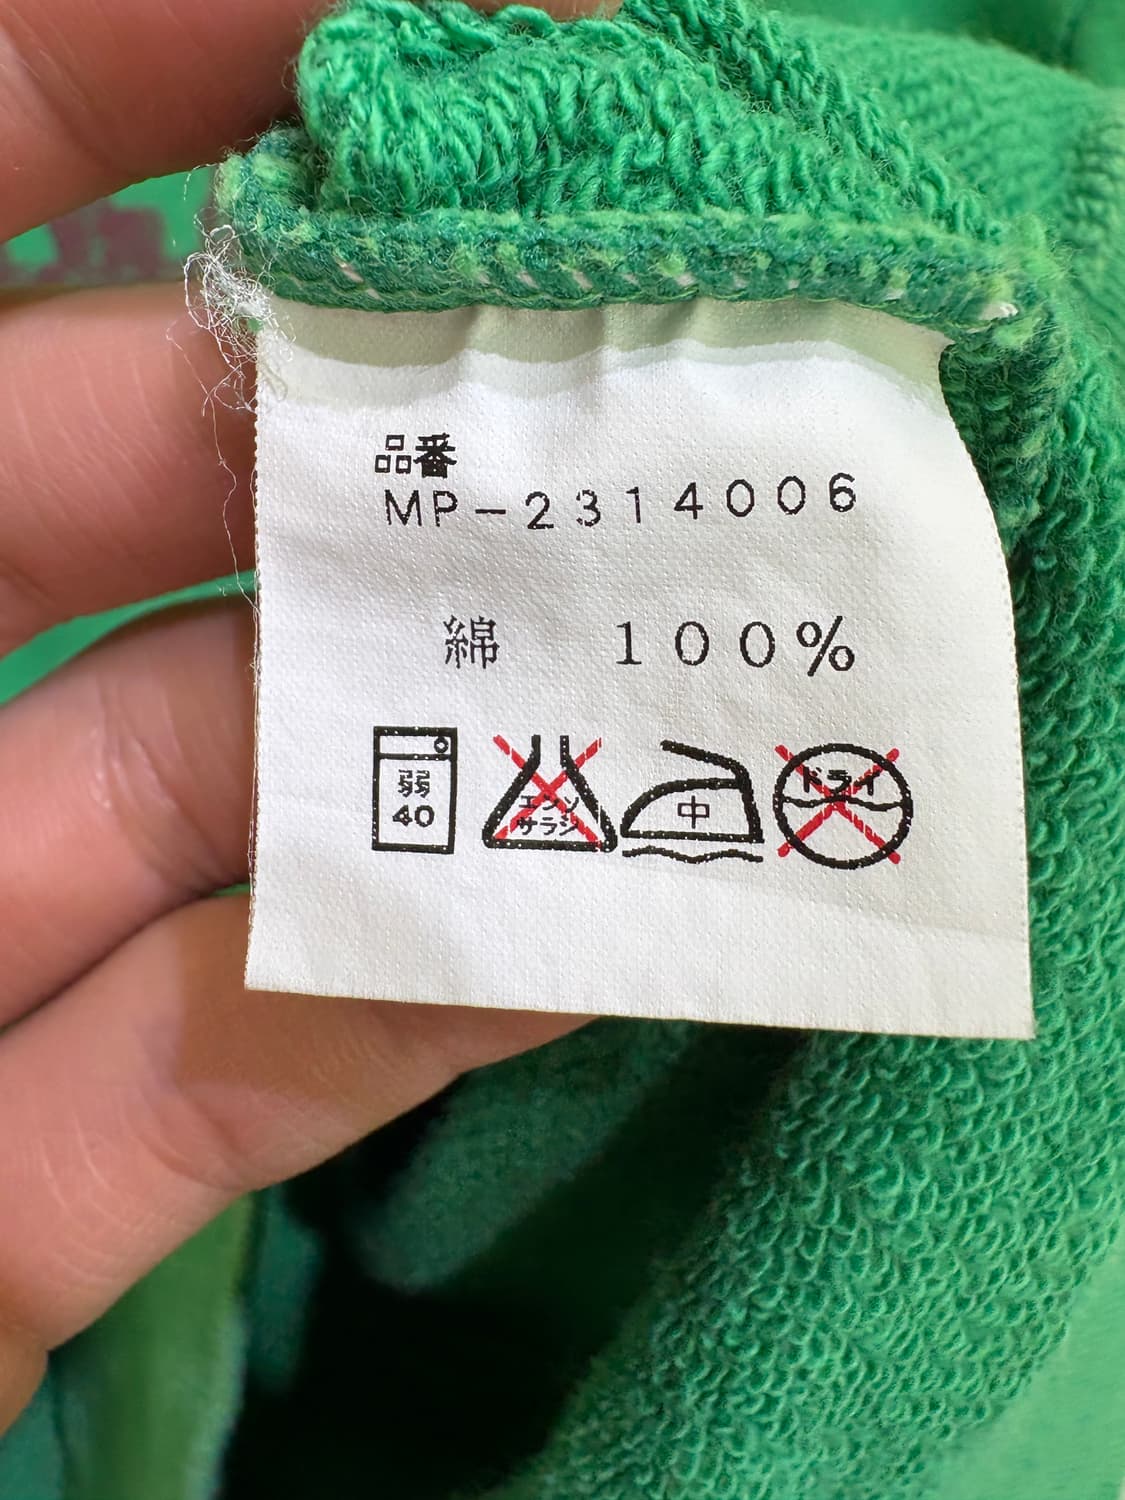 品番
MP-2314006
綿 100%
弱
40
エンソ
サラシ
中
ドライ